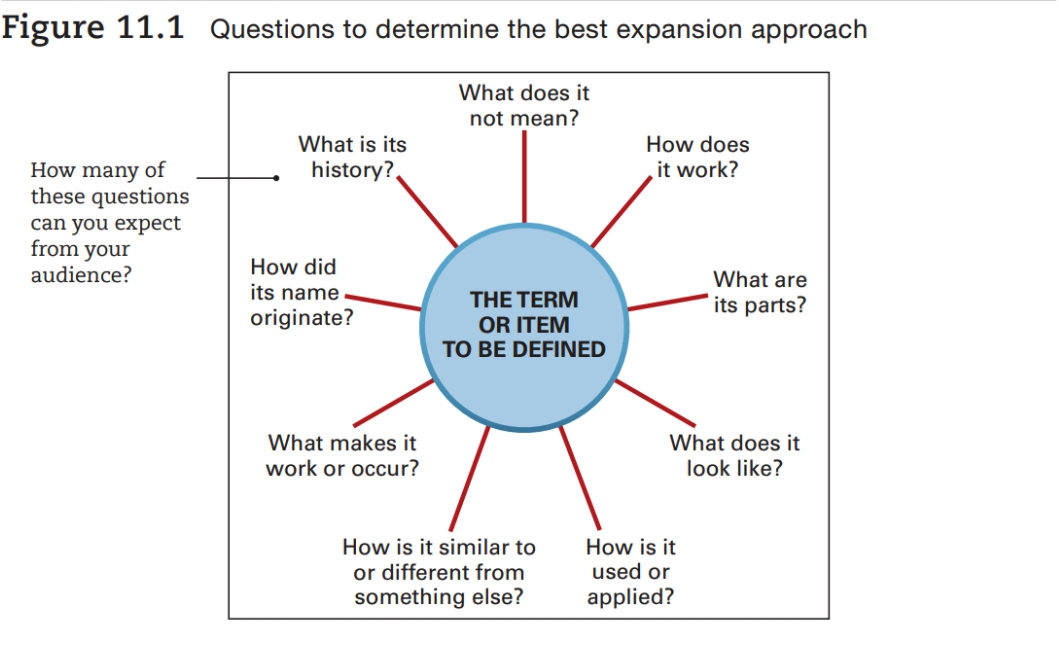 Figure 11.1 Questions to determine the best expansion approach
How many of
these questions
can you expect
from your
audience?
What does it
not mean?
How does
it work?
What are
its parts?
What does it
look like?
How is it
used or
applied?
How is it similar to
or different from
something else?
What makes it
work or occur?
How did
its name
originate?
What is its
history?
THE TERM
OR ITEM
TO BE DEFINED